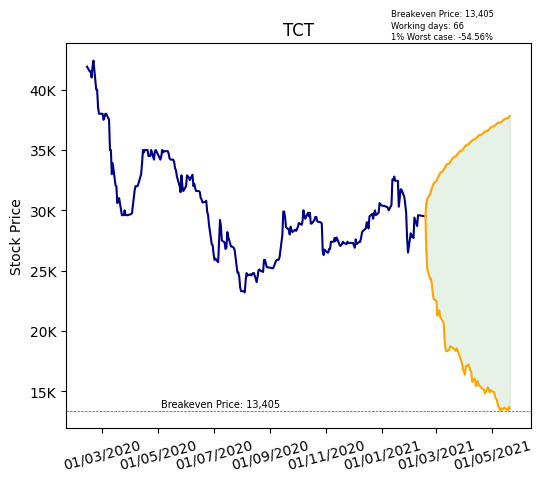 Breakeven Price: 13,405
Working days: 66
1% Worst case: -54.56%
TCT
Stock Price
40K
35K
30K
25K
20K
15K
Breakeven Price: 13,405
01/03/2020
01/05/2020
01/07/2020
01/09/2020
01/11/2020
01/01/2021
01/03/2021
01/05/2021